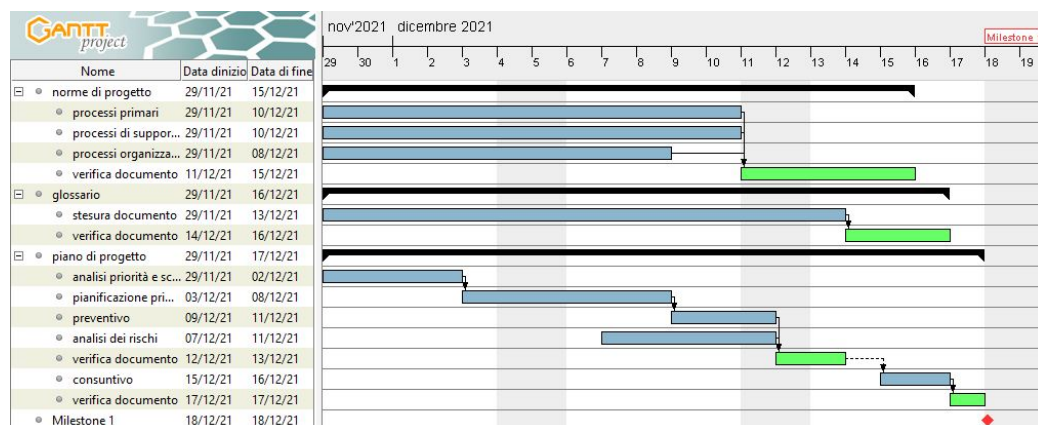 GANTT project
nov'2021 dicembre 2021
Milestone
29 30 1 2 3 4 5 6 7 8 9 10 11 12 13 14 15 16 17 18 19
Nome Data dinizio Data di fine
norme di progetto 29/11/21 15/12/21
processi primari 29/11/21 10/12/21
processi di suppor... 29/11/21 10/12/21
processi organizza... 29/11/21 08/12/21
verifica documento 11/12/21 15/12/21
glossario 29/11/21 16/12/21
stesura documento 29/11/21 13/12/21
verifica documento 14/12/21 16/12/21
piano di progetto 29/11/21 17/12/21
analisi priorità e sc... 29/11/21 02/12/21
pianificazione pri... 03/12/21 08/12/21
preventivo 09/12/21 11/12/21
analisi dei rischi 07/12/21 11/12/21
verifica documento 12/12/21 13/12/21
consuntivo 15/12/21 16/12/21
verifica documento 17/12/21 17/12/21
Milestone 1 18/12/21 18/12/21